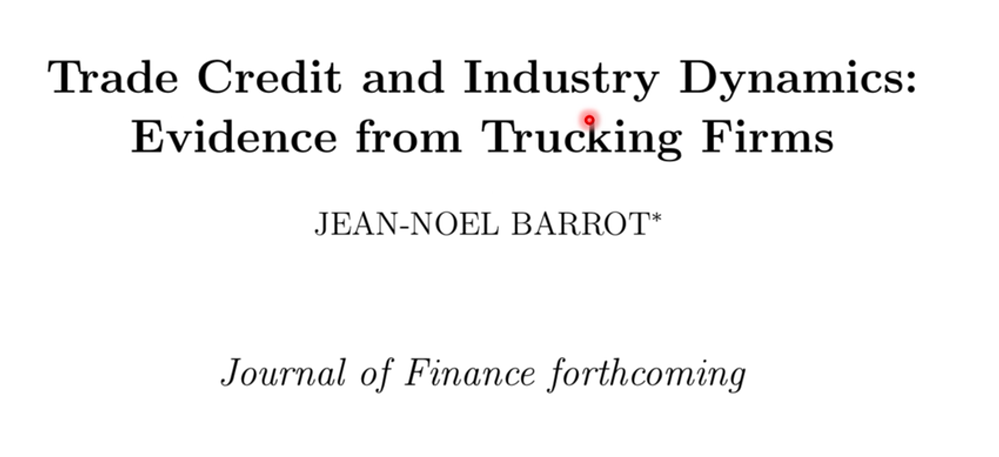 Trade Credit and Industry Dynamics:
Evidence from Trucking Firms
JEAN-NOEL BARROT*
Journal of Finance forthcoming